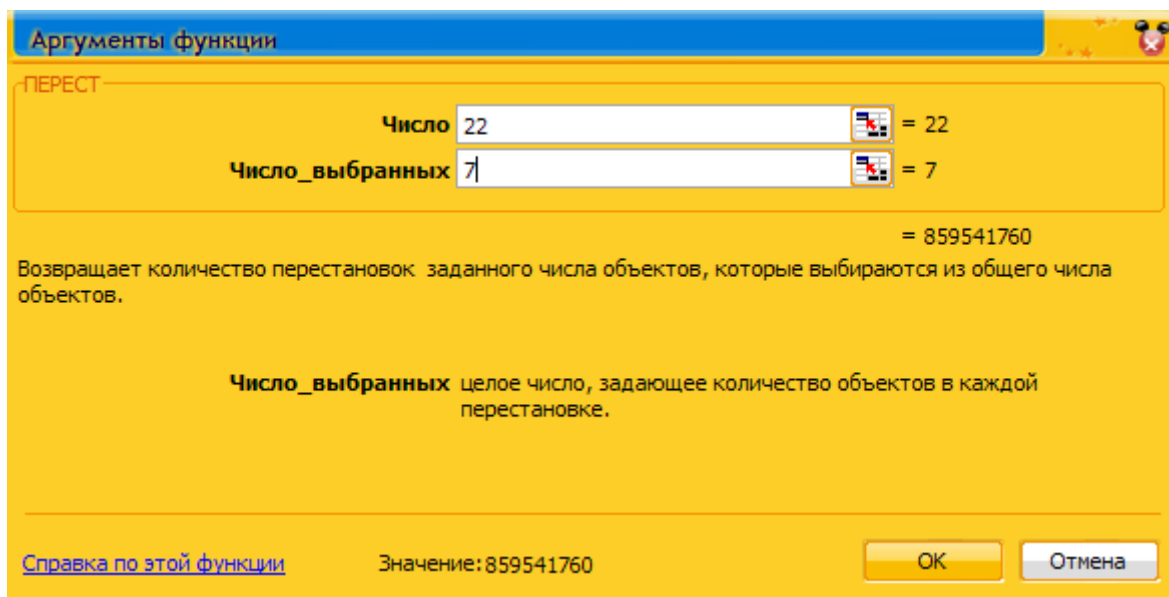 Аргументы функции
ПЕРЕСТ
Число 22 = 22
Число_выбранных 7 = 7
= 859541760
Возвращает количество перестановок заданного числа объектов, которые выбираются из общего числа
объектов.
Число_выбранных целое число, задающее количество объектов в каждой
перестановке.
Справка по этой функции Значение: 859541760 ОК Отмена